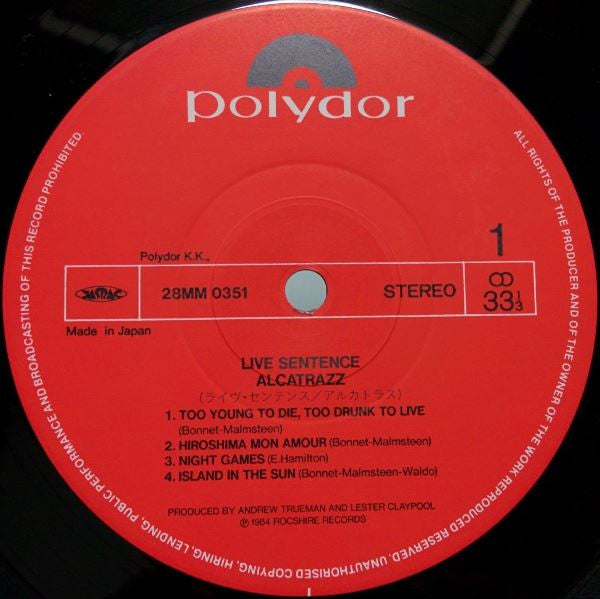 polydor
Polydor K.K.,
1
JASRAC
28MM 0351
STEREO
33 1/3
Made in Japan
LIVE SENTENCE
ALCATRAZZ
(ライヴ・センテンス/アルカトラス)
1. TOO YOUNG TO DIE, TOO DRUNK TO LIVE
(Bonnet-Malmsteen)
2. HIROSHIMA MON AMOUR (Bonnet-Malmsteen)
3. NIGHT GAMES (E.Hamilton)
4. ISLAND IN THE SUN (Bonnet-Malmsteen-Waldo)
PRODUCED BY ANDREW TRUEMAN AND LESTER CLAYPOOL
℗ 1984 ROCSHIRE RECORDS
ALL RIGHTS OF THE PRODUCER AND OF THE OWNER OF THE WORK REPRODUCED RESERVED. UNAUTHORISED COPYING, HIRING, LENDING, PUBLIC PERFORMANCE AND BROADCASTING OF THIS RECORD PROHIBITED.